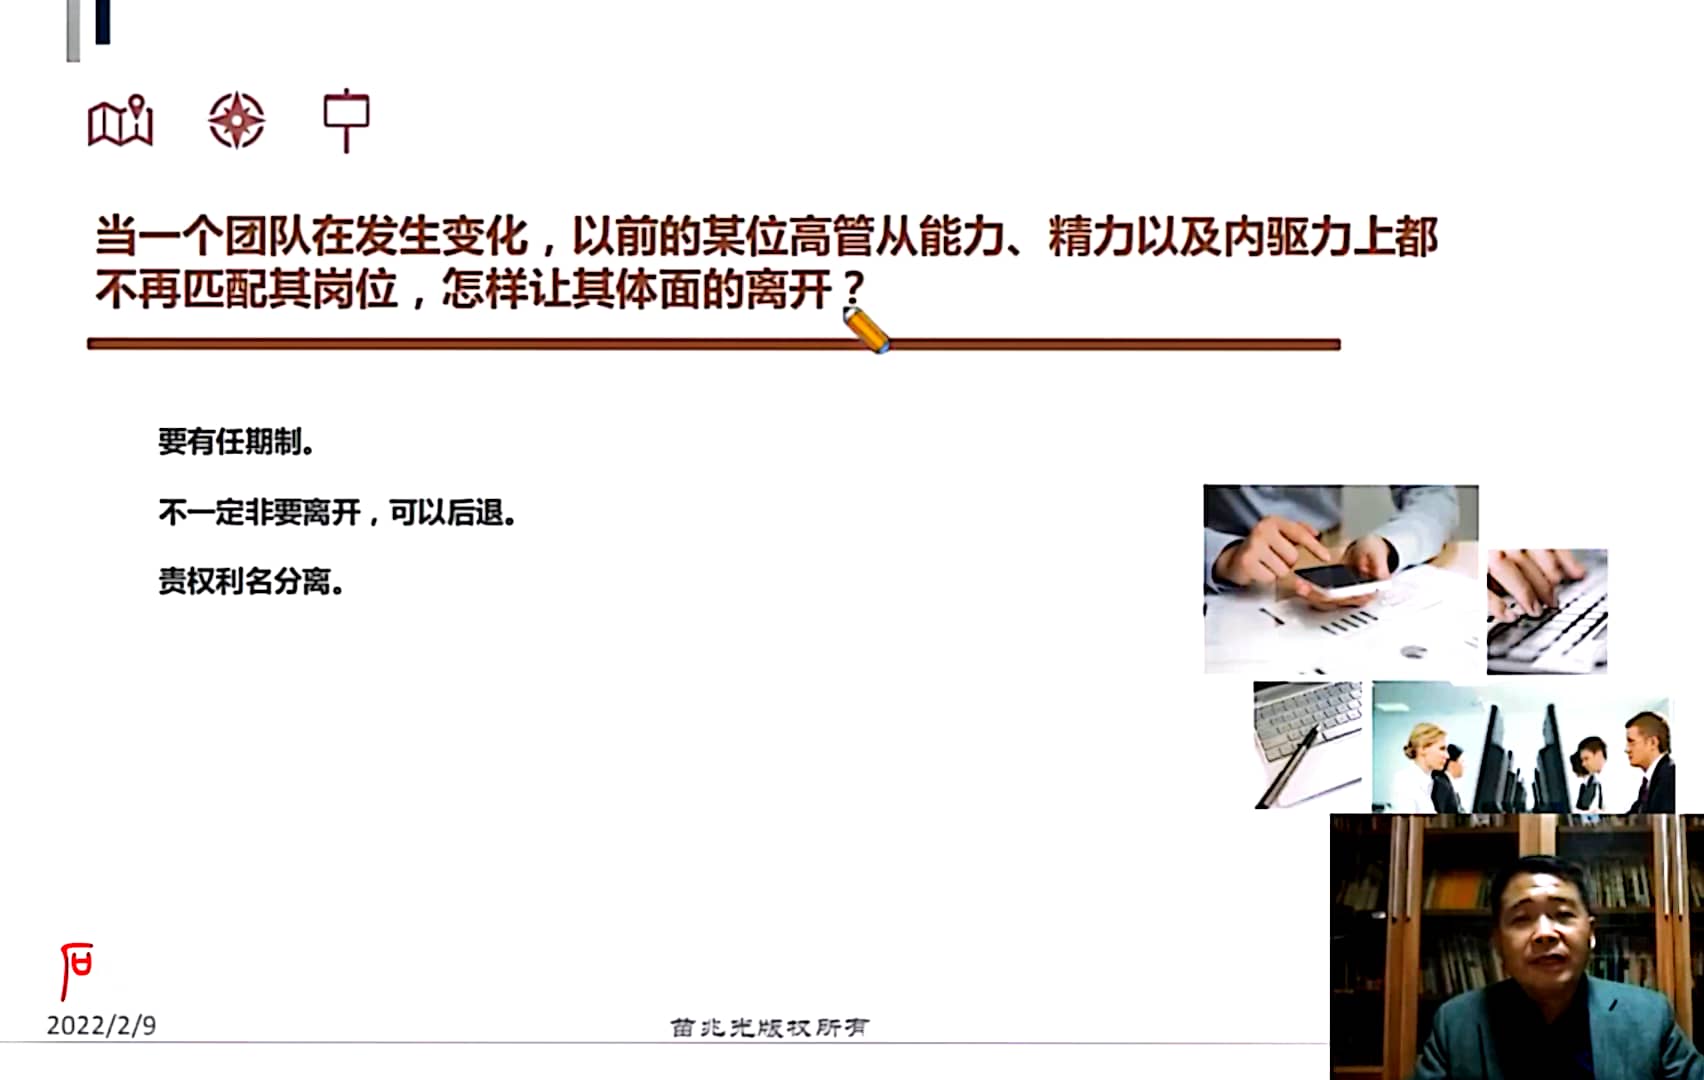 当一个团队在发生变化，以前的某位高管从能力、精力以及内驱力上都
不再匹配其岗位，怎样让其体面的离开？
要有任期制。
不一定非要离开，可以后退。
责权利名分离。
2022/2/9
苗兆光版权所有